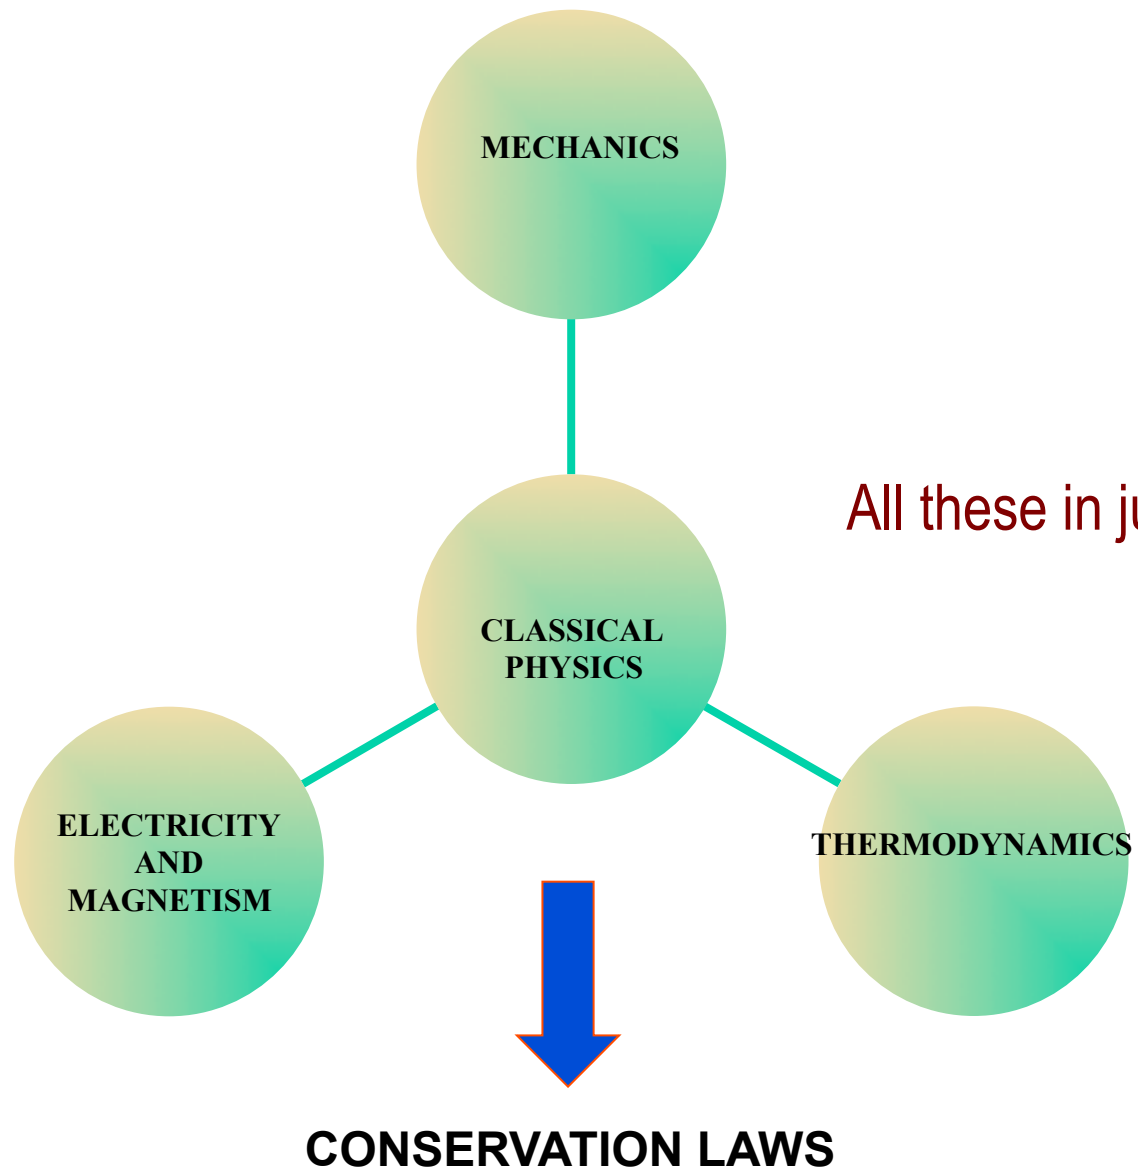 MECHANICS
All these in
CLASSICAL
PHYSICS
ELECTRICITY
AND
MAGNETISM
THERMODYNAMICS
CONSERVATION LAWS